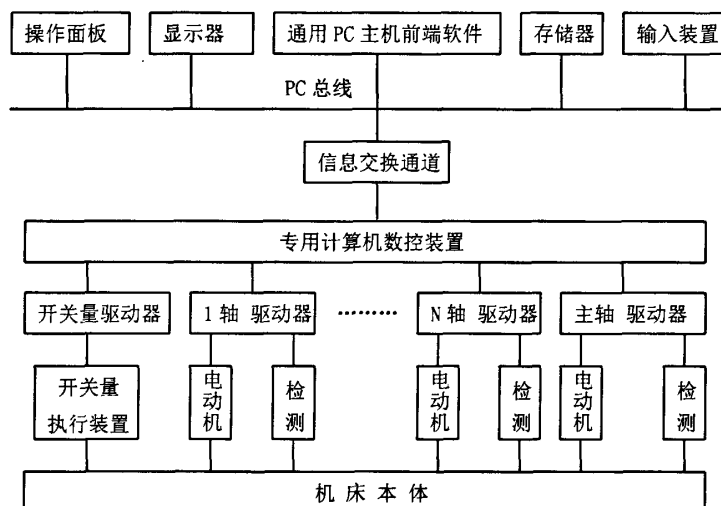 操作面板
显示器
通用 PC 主机前端软件
存储器
输入装置
PC 总线
信息交换通道
专用计算机数控装置
开关量驱动器
1轴 驱动器
………
N轴 驱动器
主轴 驱动器
开关量
执行装置
电动机
检测
电动机
检测
电动机
检测
机 床 本 体